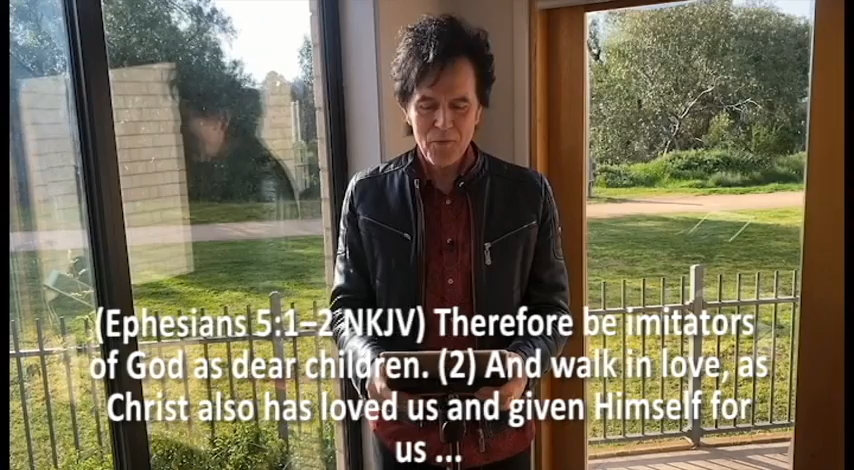 (Ephesians 5:1–2 NKJV) Therefore be imitators
of God as dear children. (2) And walk in love, as
Christ also has loved us and given Himself for
us ...